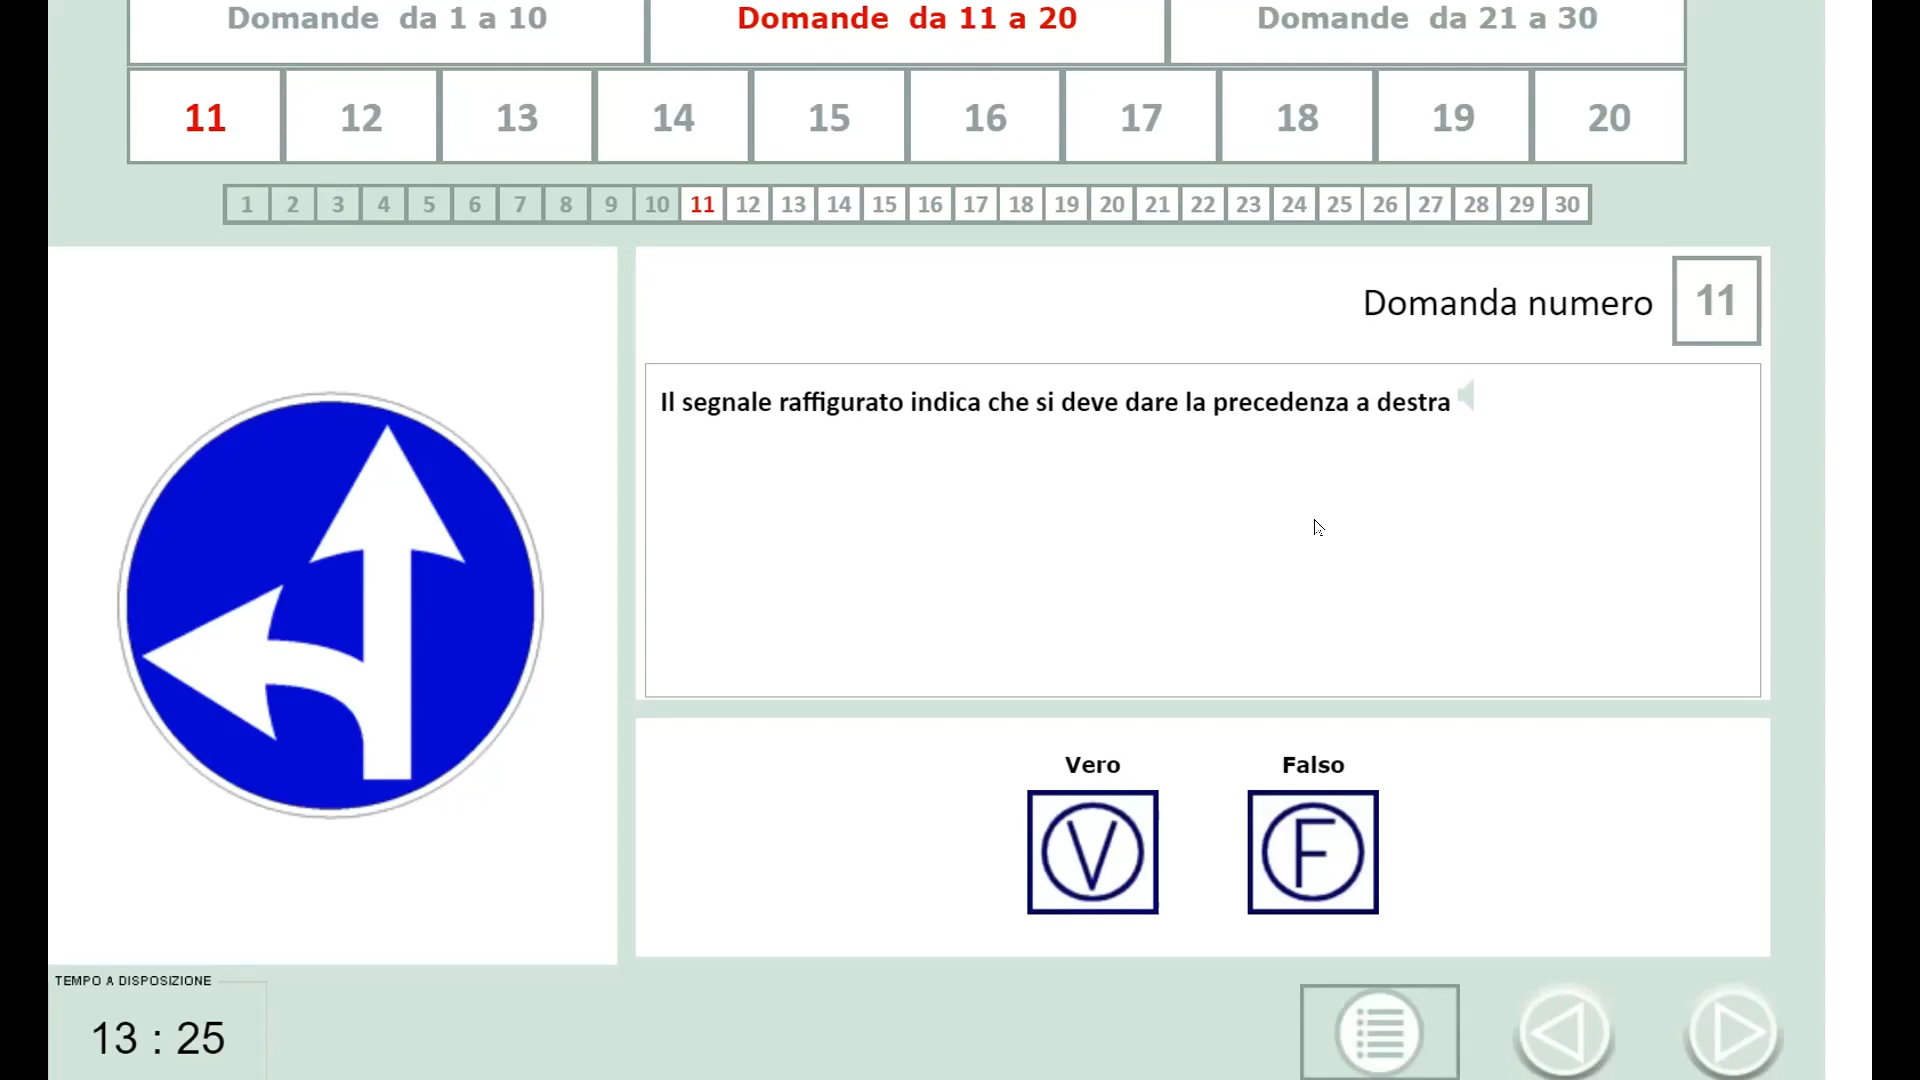 Domande da 1 a 10 Domande da 11 a 20 Domande da 21 a 30
11 12 13 14 15 16 17 18 19 20
1 2 3 4 5 6 7 8 9 10 11 12 13 14 15 16 17 18 19 20 21 22 23 24 25 26 27 28 29 30
Domanda numero 11
Il segnale raffigurato indica che si deve dare la precedenza a destra
Vero Falso
V F
TEMPO A DISPOSIZIONE
13 : 25